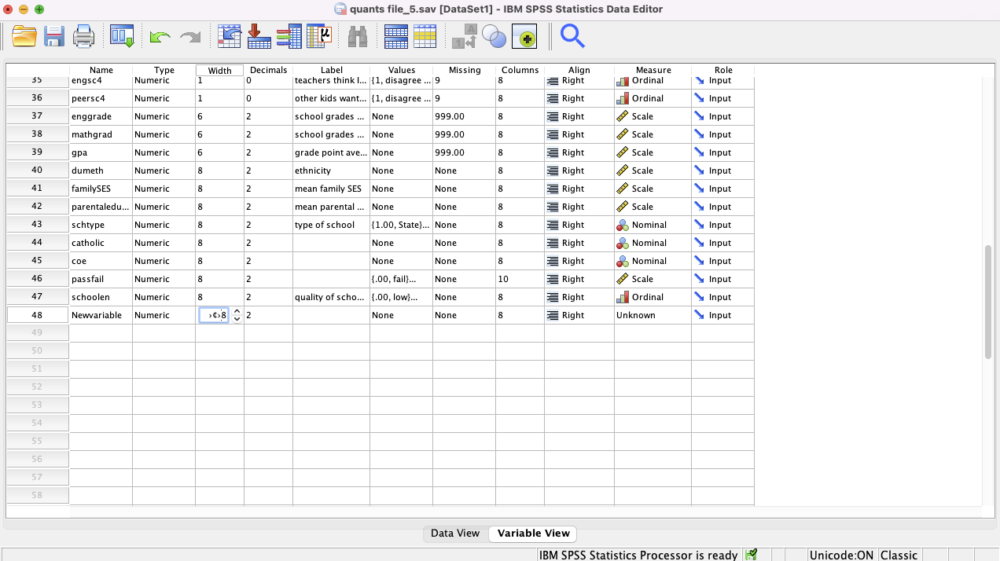 quants file_5.sav [DataSet1] - IBM SPSS Statistics Data Editor
Name Type Width Decimals Label Values Missing Columns Align Measure Role
35 engsc4 Numeric 1 0 teachers think l... {1, disagree ... 9 8 Right Ordinal Input
36 peersc4 Numeric 1 0 other kids want... {1, disagree ... 9 8 Right Ordinal Input
37 enggrade Numeric 6 2 school grades ... None 999.00 8 Right Scale Input
38 mathgrad Numeric 6 2 school grades ... None 999.00 8 Right Scale Input
39 gpa Numeric 6 2 grade point ave... None 999.00 8 Right Scale Input
40 dumeth Numeric 8 2 ethnicity None None 8 Right Scale Input
41 familySES Numeric 8 2 mean family SES None None 8 Right Scale Input
42 parentaledu... Numeric 8 2 mean parental ... None None 8 Right Scale Input
43 schtype Numeric 8 2 type of school {1.00, State}... None 8 Right Nominal Input
44 catholic Numeric 8 2 None None 8 Right Nominal Input
45 coe Numeric 8 2 None None 8 Right Nominal Input
46 passfail Numeric 8 2 {.00, fail}... None 10 Right Scale Input
47 schoolen Numeric 8 2 quality of scho... {.00, low}... None 8 Right Ordinal Input
48 Newvariable Numeric ›¢›8 2 None None 8 Right Unknown Input
49
50
51
52
53
54
55
56
57
58
Data View Variable View
IBM SPSS Statistics Processor is ready Unicode:ON Classic